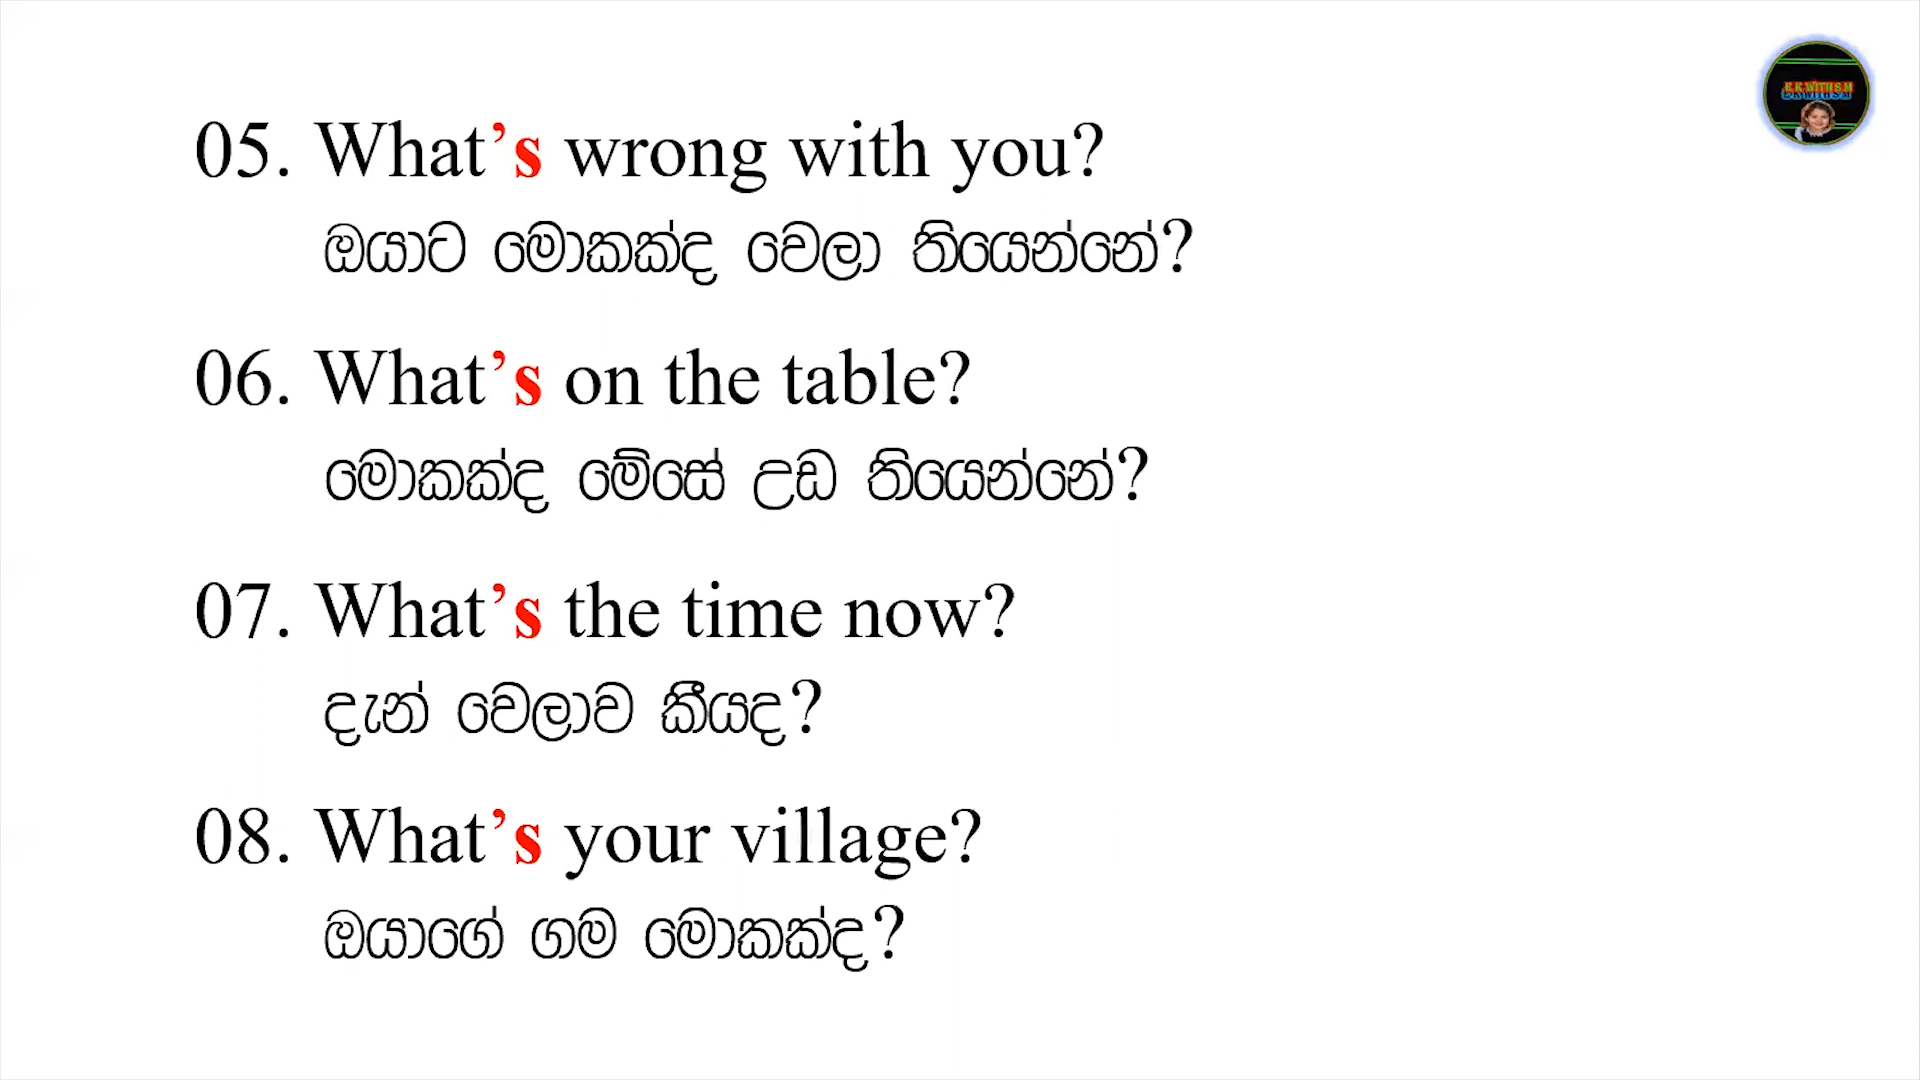 05. What’s wrong with you?
ඔයාට මොකක්ද වෙලා තියෙන්නේ?
06. What’s on the table?
මොකක්ද මේසේ උඩ තියෙන්නේ?
07. What’s the time now?
දැන් වෙලාව කීයද?
08. What’s your village?
ඔයාගේ ගම මොකක්ද?